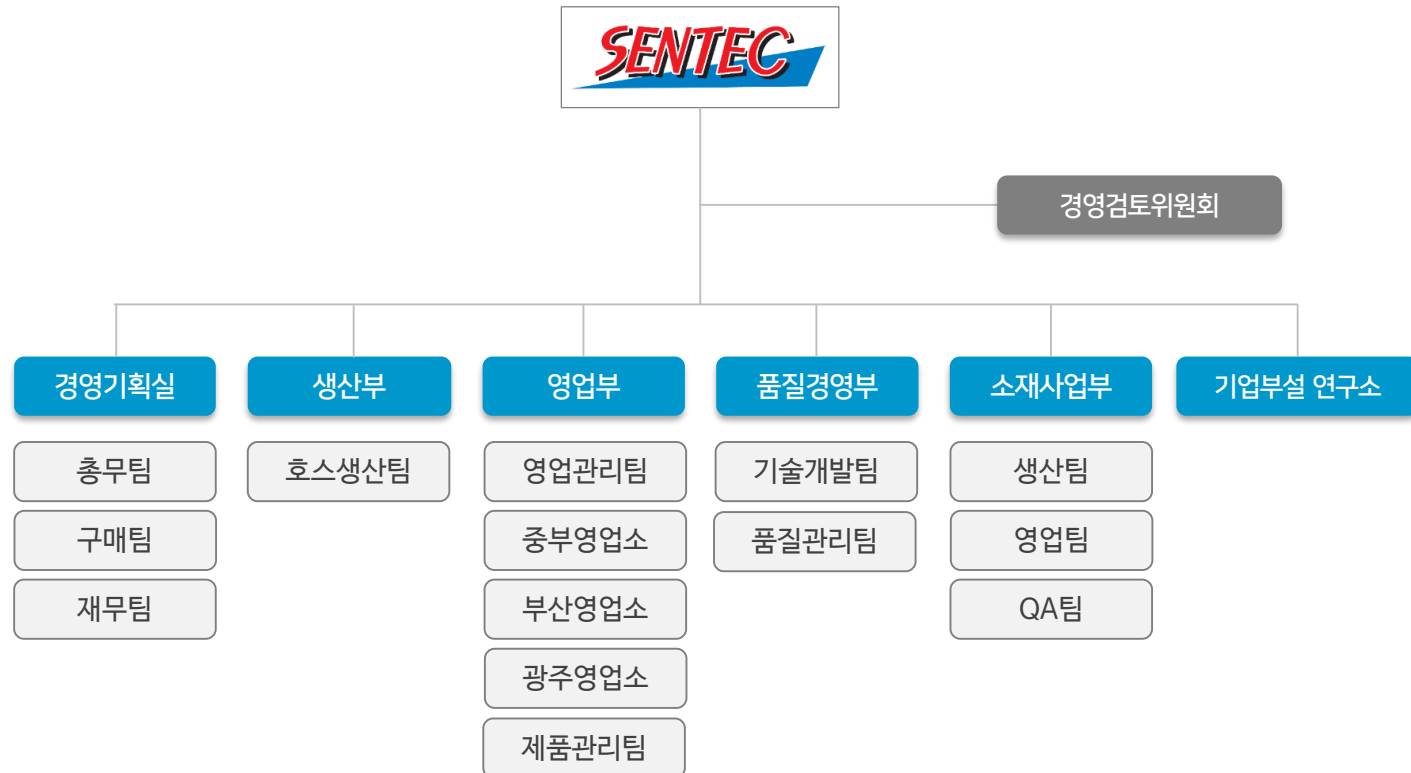 SENTEC
경영검토위원회
경영기획실
생산부
영업부
품질경영부
소재사업부
기업부설 연구소
총무팀
호스생산팀
영업관리팀
기술개발팀
생산팀
구매팀
중부영업소
품질관리팀
영업팀
재무팀
부산영업소
QA팀
광주영업소
제품관리팀